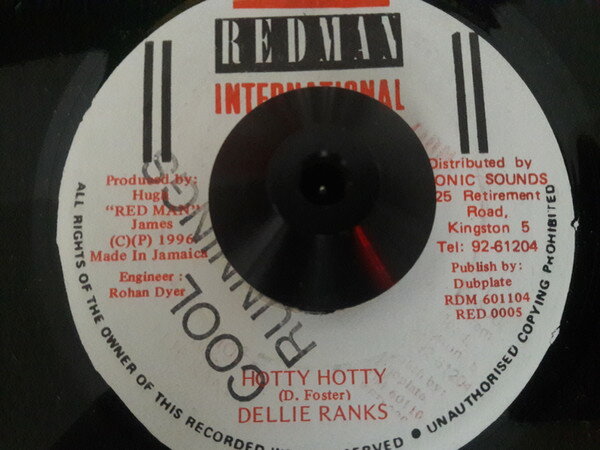 REDMAN
INTERNATIONAL
Produced by:
Hugh
"RED MAN"
James
(C)(P) 1996
Made In Jamaica
Engineer :
Rohan Dyer
Distributed by
ONIC SOUNDS
25 Retirement
Road,
Kingston 5
Tel: 92-61204
Publish by:
Dubplate
RDM 601104
RED 0005
COOL
RUNNINGS
HOTTY HOTTY
(D. Foster)
DELLIE RANKS
ALL RIGHTS OF THE OWNER OF THIS RECORDED RESERVED • UNAUTHORISED COPYING PROHIBITED